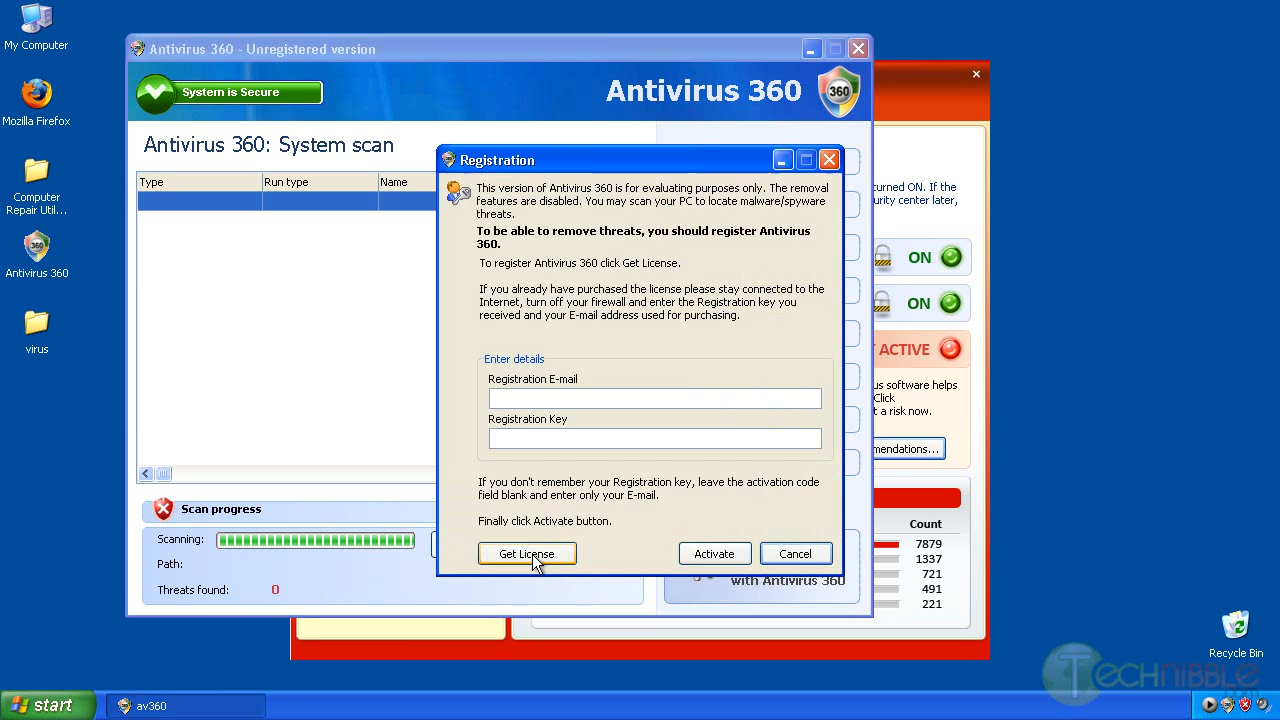 My Computer
Mozilla Firefox
Computer
Repair Util...
Antivirus 360
virus
Antivirus 360 - Unregistered version
System is Secure
Antivirus 360
360
Antivirus 360: System scan
Type
Run type
Name
Scan progress
Scanning:
Path:
Threats found:
0
with Antivirus 360
Registration
This version of Antivirus 360 is for evaluating purposes only. The removal
features are disabled. You may scan your PC to locate malware/spyware
threats.
To be able to remove threats, you should register Antivirus
360.
To register Antivirus 360 click Get License.
If you already have purchased the license please stay connected to the
Internet, turn off your firewall and enter the Registration key you
received and your E-mail address used for purchasing.
Enter details
Registration E-mail
Registration Key
If you don't remember your Registration key, leave the activation code
field blank and enter only your E-mail.
Finally click Activate button.
Get License
Activate
Cancel
turned ON. If the
curity center later,
ON
ON
ACTIVE
us software helps
Click
t a risk now.
mendations...
Count
7879
1337
721
491
221
Recycle Bin
Technibble
.com
start
av360